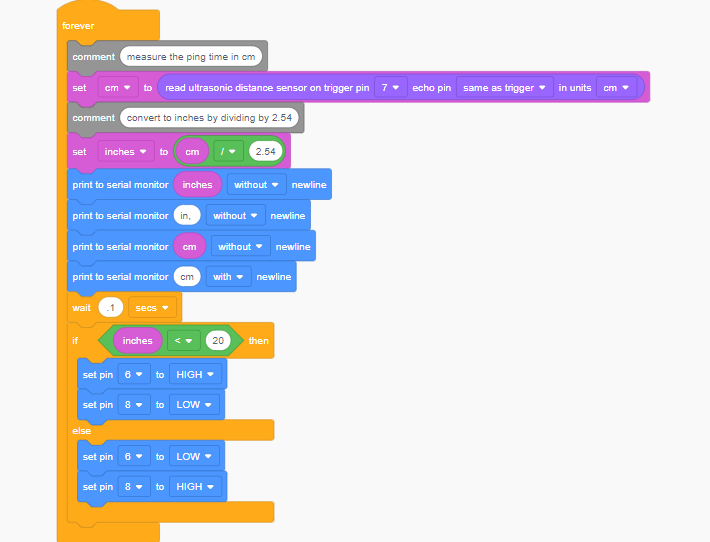 forever
comment measure the ping time in cm
set cm to read ultrasonic distance sensor on trigger pin 7 echo pin same as trigger in units cm
comment convert to inches by dividing by 2.54
set inches to cm / 2.54
print to serial monitor inches without newline
print to serial monitor in, without newline
print to serial monitor cm without newline
print to serial monitor cm with newline
wait .1 secs
if inches < 20 then
set pin 6 to HIGH
set pin 8 to LOW
else
set pin 6 to LOW
set pin 8 to HIGH